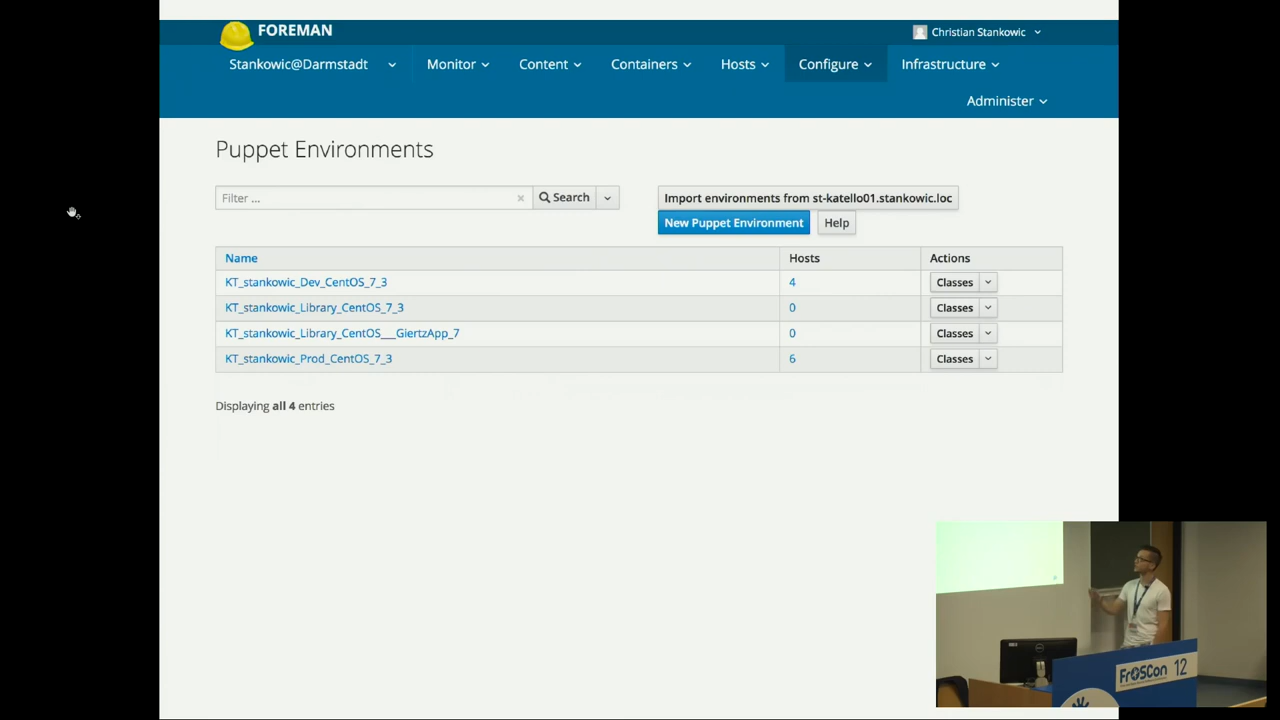 FOREMAN
Christian Stankowic
Stankowic@Darmstadt Monitor Content Containers Hosts Configure Infrastructure
Administer
Puppet Environments
Filter ... × Search
Import environments from st-katello01.stankowic.loc
New Puppet Environment Help
Name Hosts Actions
KT_stankowic_Dev_CentOS_7_3 4 Classes
KT_stankowic_Library_CentOS_7_3 0 Classes
KT_stankowic_Library_CentOS___GiertzApp_7 0 Classes
KT_stankowic_Prod_CentOS_7_3 6 Classes
Displaying all 4 entries
FrOSCon 12